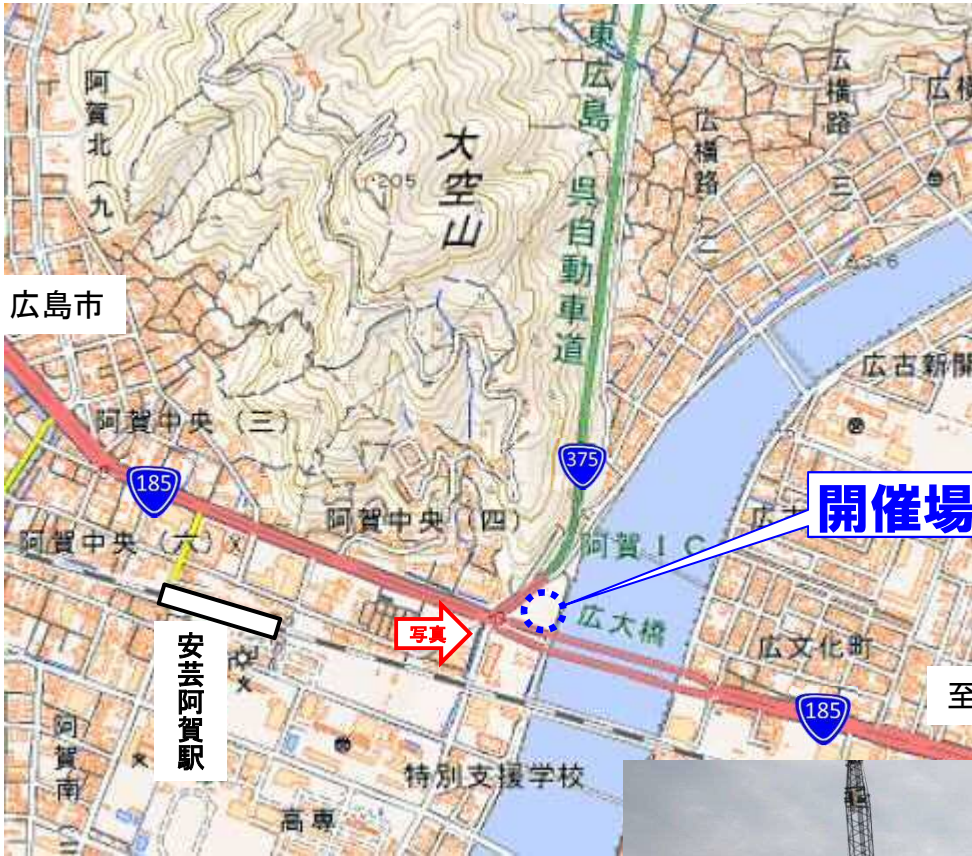 東広島・呉自動車道
阿賀北(九)
大空山
・205
広横路(二)
広横路(三)
広横
広島市
広古新開
阿賀中央(三)
185
375
開催場
阿賀中央(六)
阿賀中央(四)
阿賀IC
写真
広大橋
広文化町
安芸阿賀駅
至
185
阿賀南(二
特別支援学校
高専